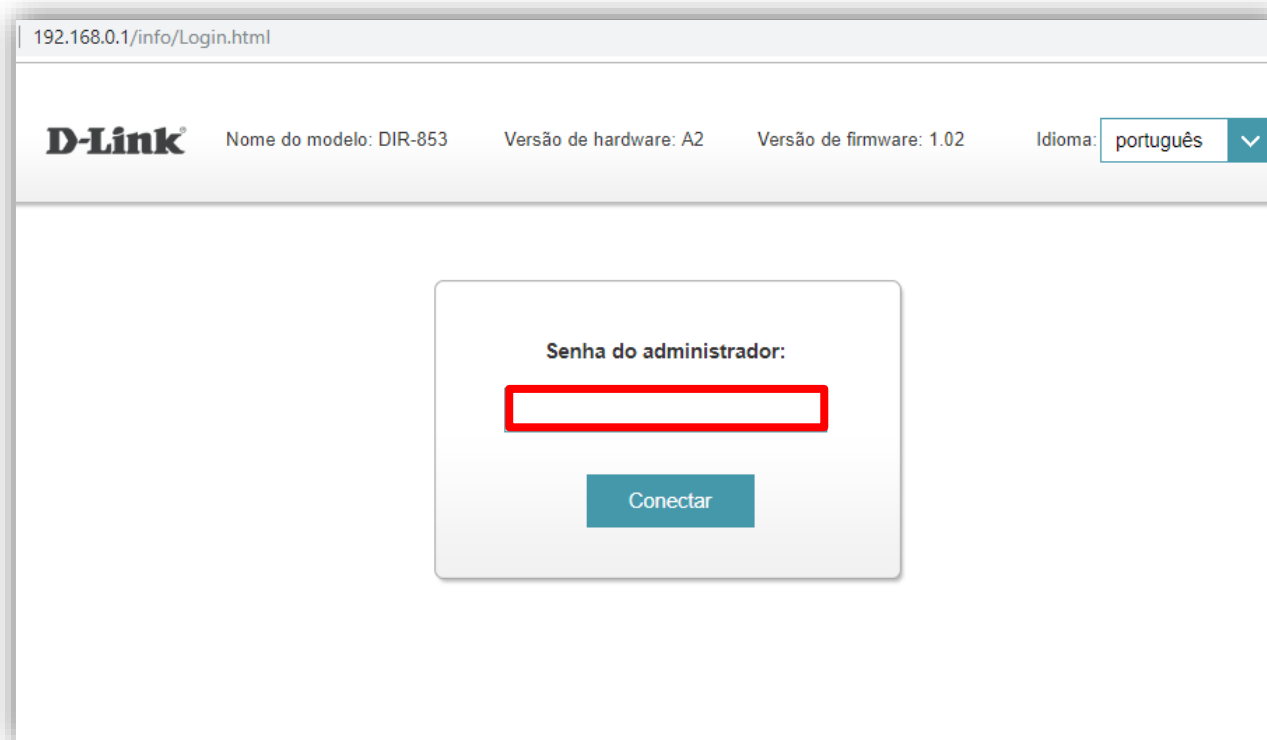 192.168.0.1/info/Login.html
D-Link Nome do modelo: DIR-853 Versão de hardware: A2 Versão de firmware: 1.02 Idioma: português
Senha do administrador:
Conectar